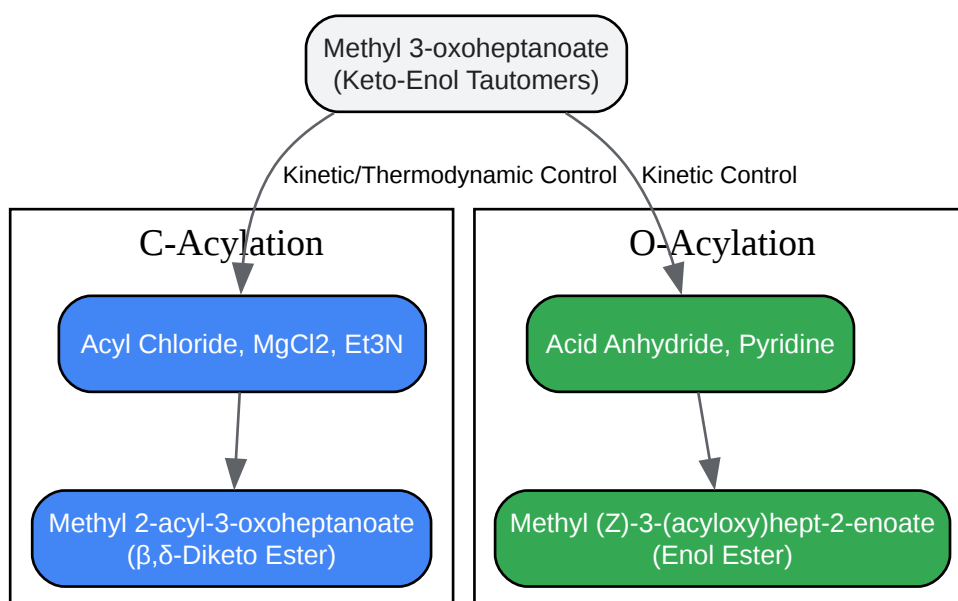 Methyl 3-oxoheptanoate
(Keto-Enol Tautomers)
Kinetic/Thermodynamic Control
Kinetic Control
C-Acylation
O-Acylation
Acyl Chloride, MgCl2, Et3N
Acid Anhydride, Pyridine
Methyl 2-acyl-3-oxoheptanoate
(β,δ-Diketo Ester)
Methyl (Z)-3-(acyloxy)hept-2-enoate
(Enol Ester)